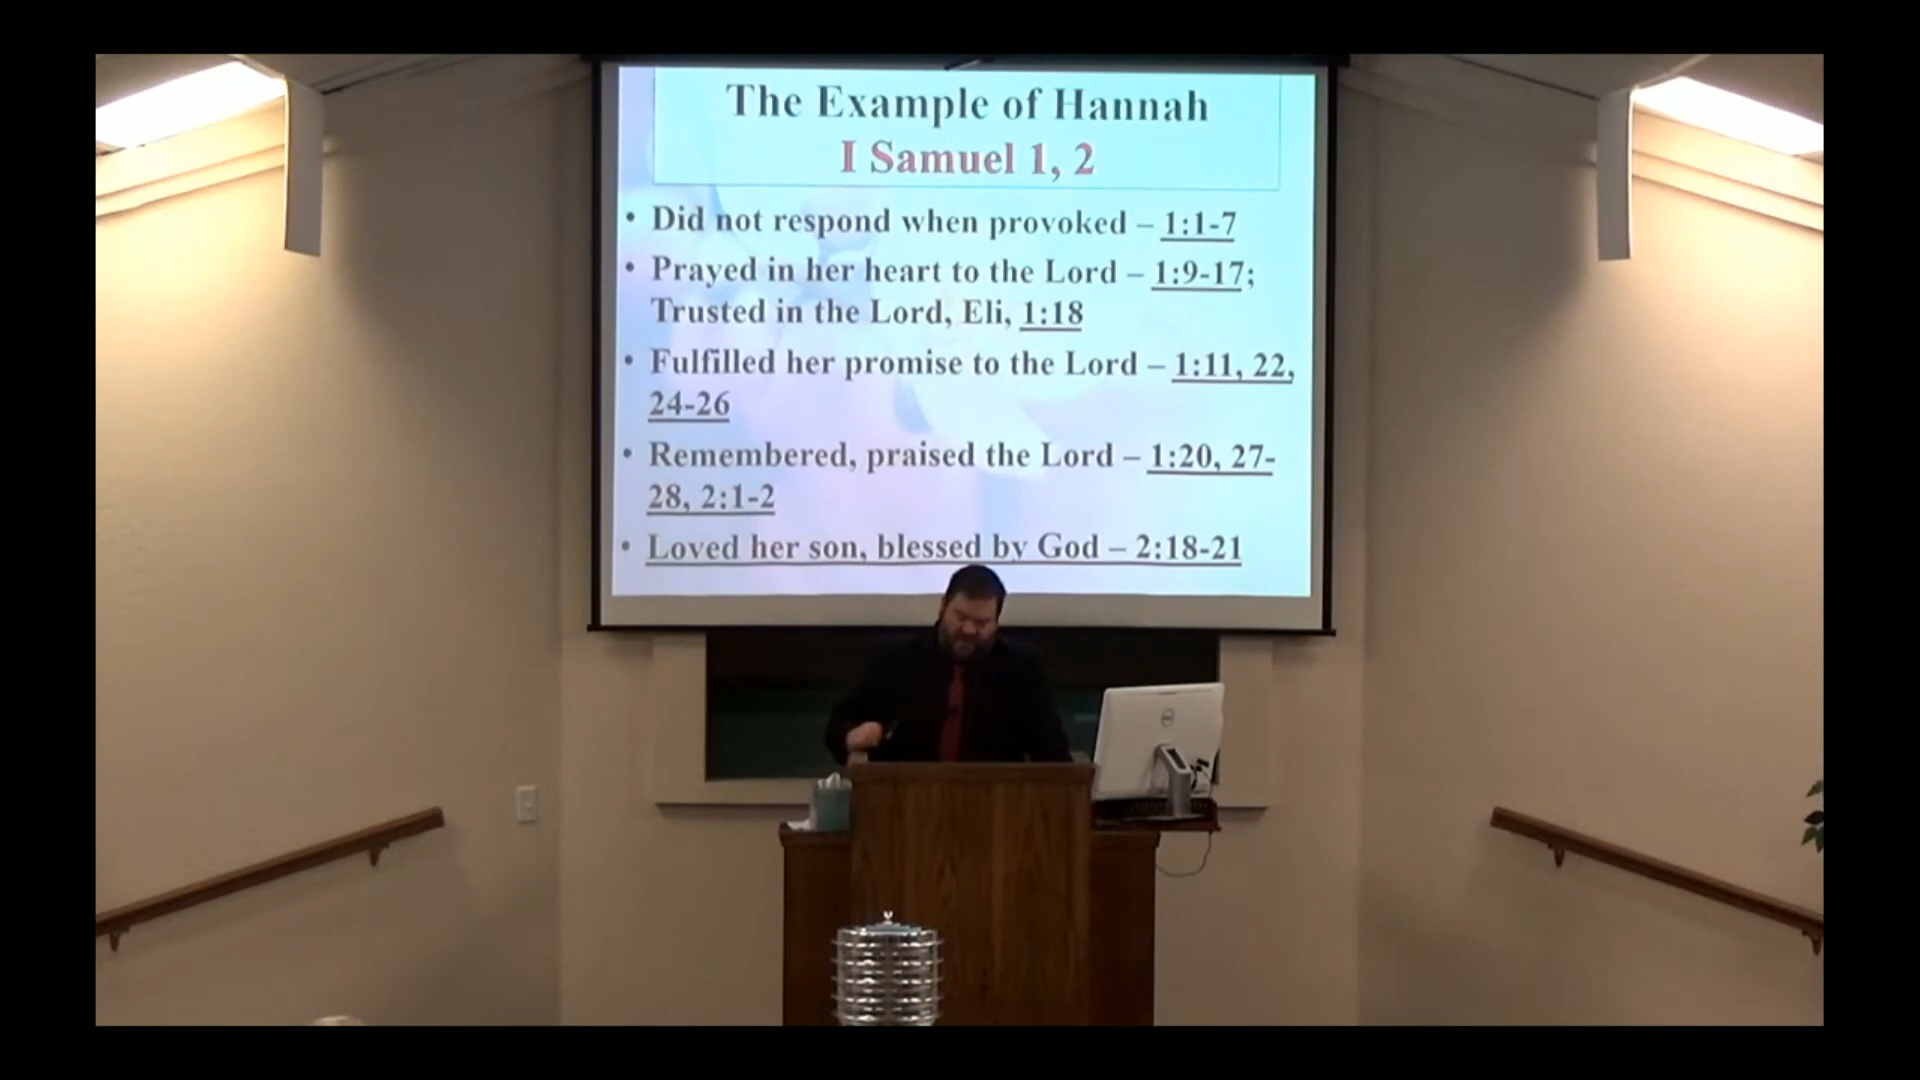 The Example of Hannah
I Samuel 1, 2
• Did not respond when provoked – 1:1-7
• Prayed in her heart to the Lord – 1:9-17;
Trusted in the Lord, Eli, 1:18
• Fulfilled her promise to the Lord – 1:11, 22,
24-26
• Remembered, praised the Lord – 1:20, 27-
28, 2:1-2
• Loved her son, blessed by God – 2:18-21
DELL